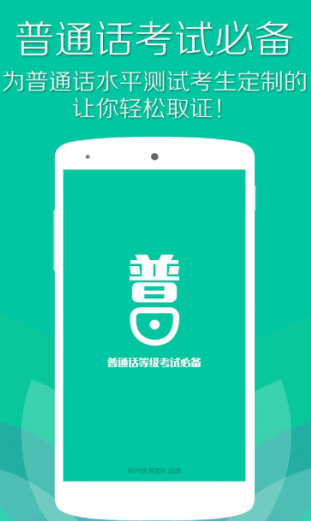 普通话考试必备
为普通话水平测试考生定制的
让你轻松取证！
普
普通话等级考试必备